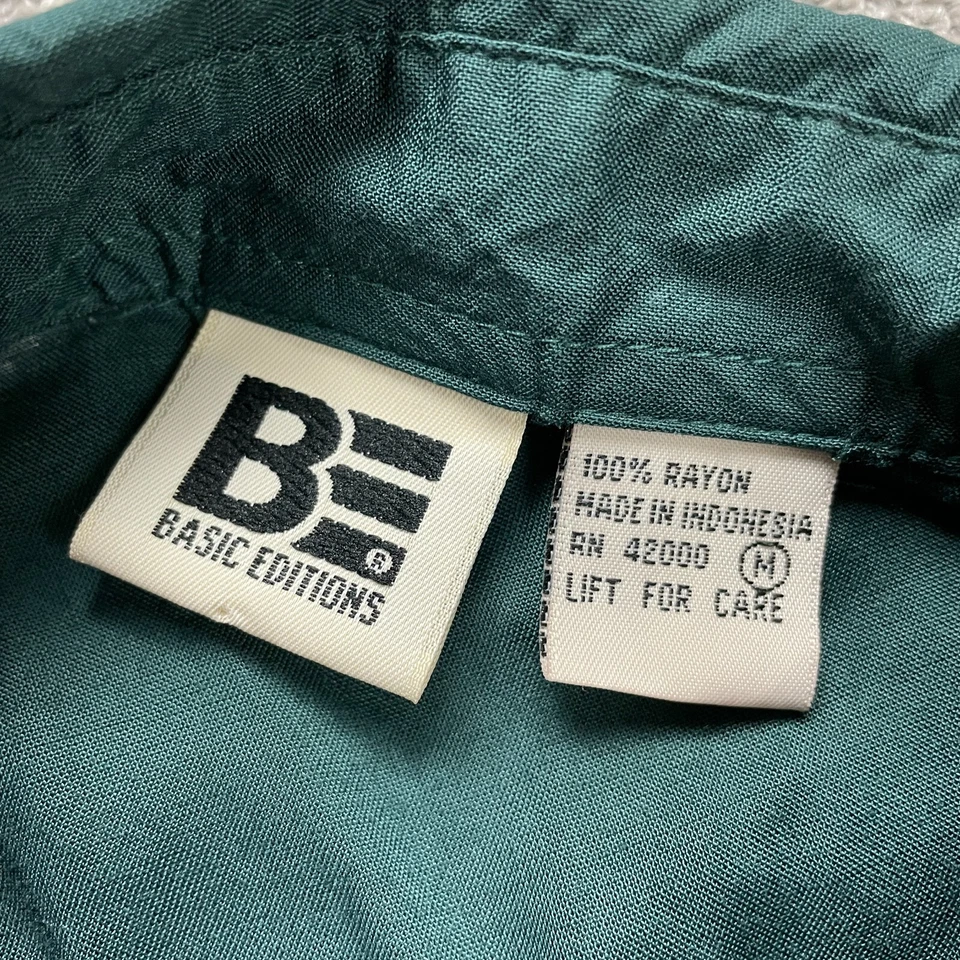 BE
BASIC EDITIONS®
100% RAYON
MADE IN INDONESIA
RN 42000 M
LIFT FOR CARE